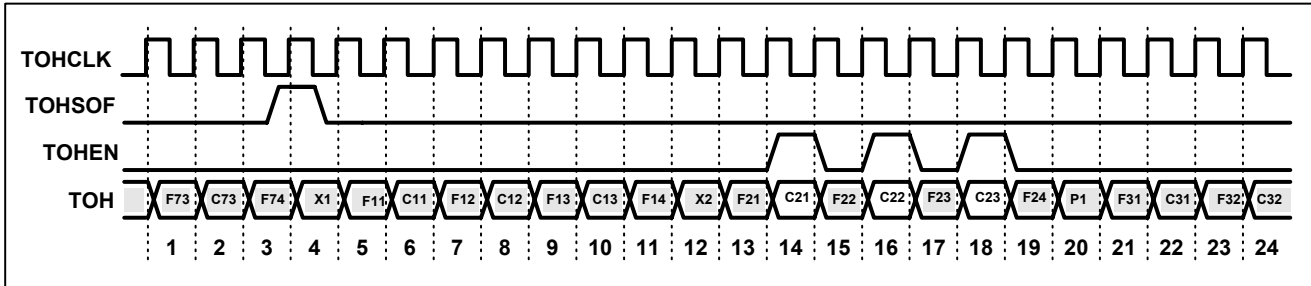 TOHCLK
TOHSOF
TOHEN
TOH F73 C73 F74 X1 F11 C11 F12 C12 F13 C13 F14 X2 F21 C21 F22 C22 F23 C23 F24 P1 F31 C31 F32 C32
1 2 3 4 5 6 7 8 9 10 11 12 13 14 15 16 17 18 19 20 21 22 23 24